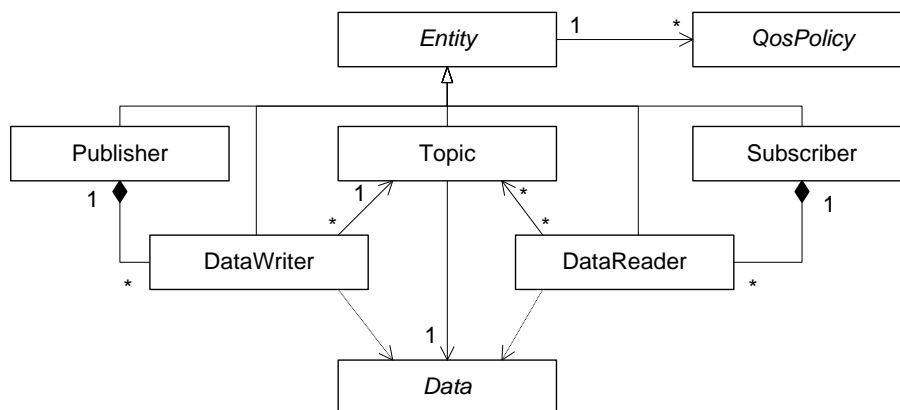 Entity
1
*
QosPolicy
Publisher
Topic
Subscriber
1
1
*
1
*
*
*
DataWriter
DataReader
*
*
1
Data